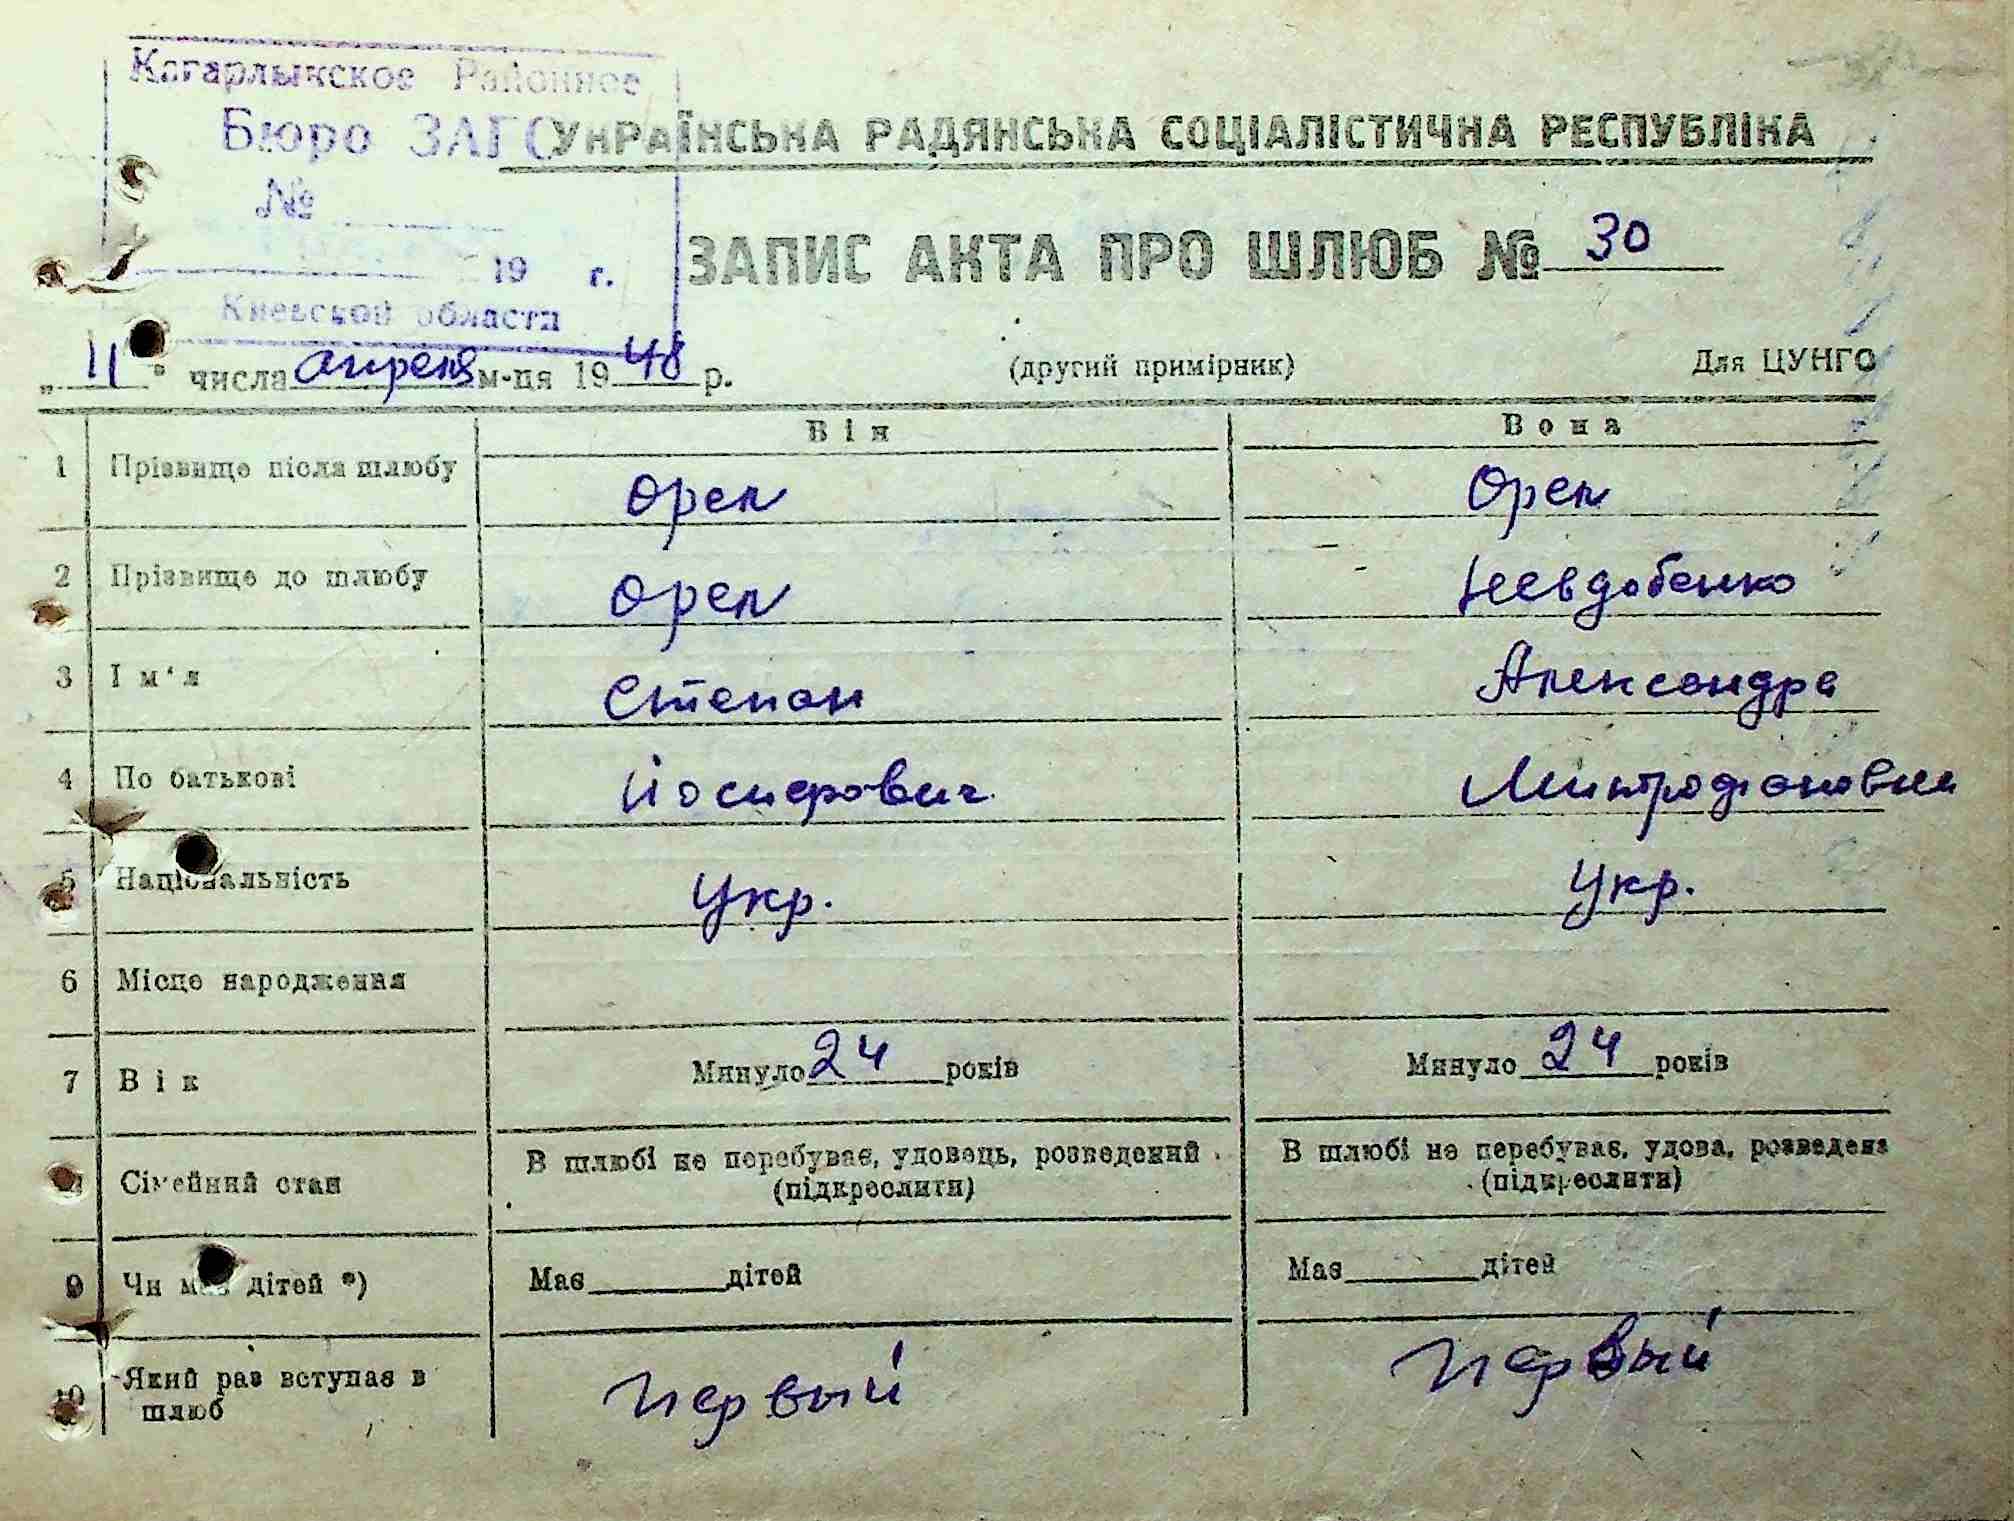 Кагарлыкское Районное
Бюро ЗАГС
№
19 г.
Киевской области
УКРАЇНСЬКА РАДЯНСЬКА СОЦІАЛІСТИЧНА РЕСПУБЛІКА
ЗАПИС АКТА ПРО ШЛЮБ № 30
„11" числа апреля м-ця 1948 р. (другий примірник) Для ЦУНГО
Він Вона
1 Прізвище після шлюбу Орел Орел
2 Прізвище до шлюбу Орел Невдобенко
3 Ім'я Степан Александра
4 По батькові Йосифович Митрофановна
5 Національність Укр. Укр.
6 Місце народження
7 Вік Минуло 24 років Минуло 24 років
8 Сімейний стан В шлюбі не перебуває, удовець, розведений (підкреслити) В шлюбі не перебуває, удова, розведена (підкреслити)
9 Чи має дітей *) Має дітей Має дітей
10 Який раз вступає в шлюб первый первый